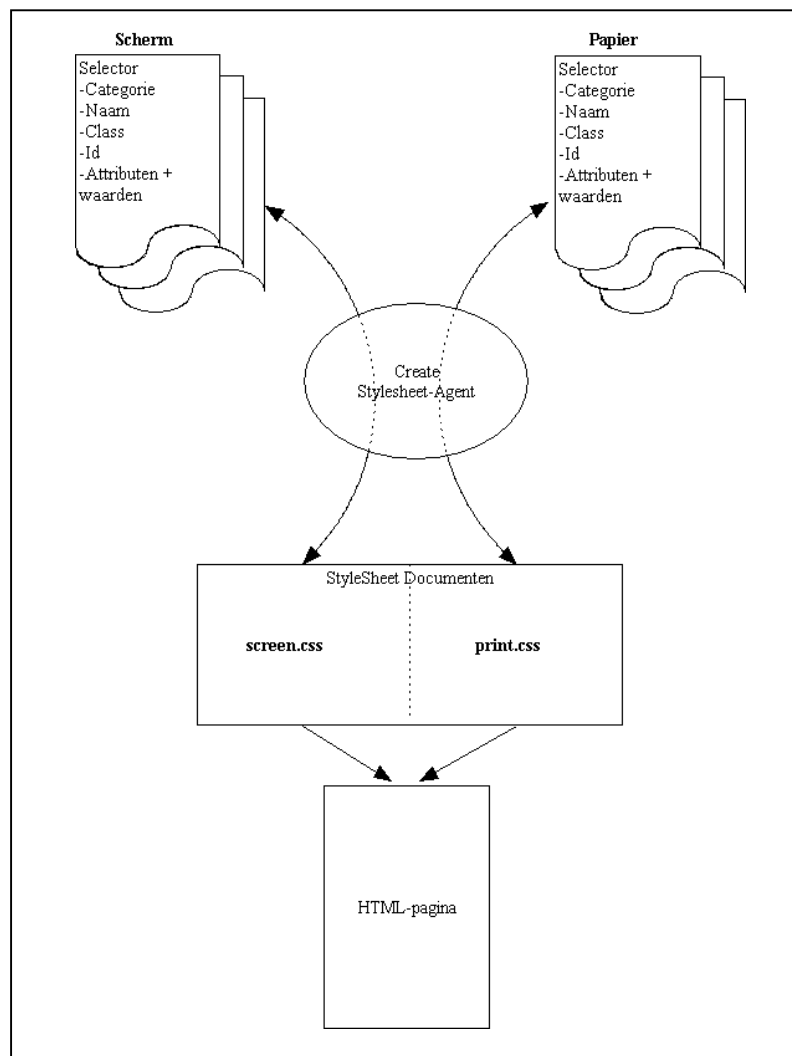 Scherm
Selector
-Categorie
-Naam
-Class
-Id
-Attributen +
waarden
Papier
Selector
-Categorie
-Naam
-Class
-Id
-Attributen +
waarden
Create
Stylesheet-Agent
StyleSheet Documenten
screen.css
print.css
HTML-pagina